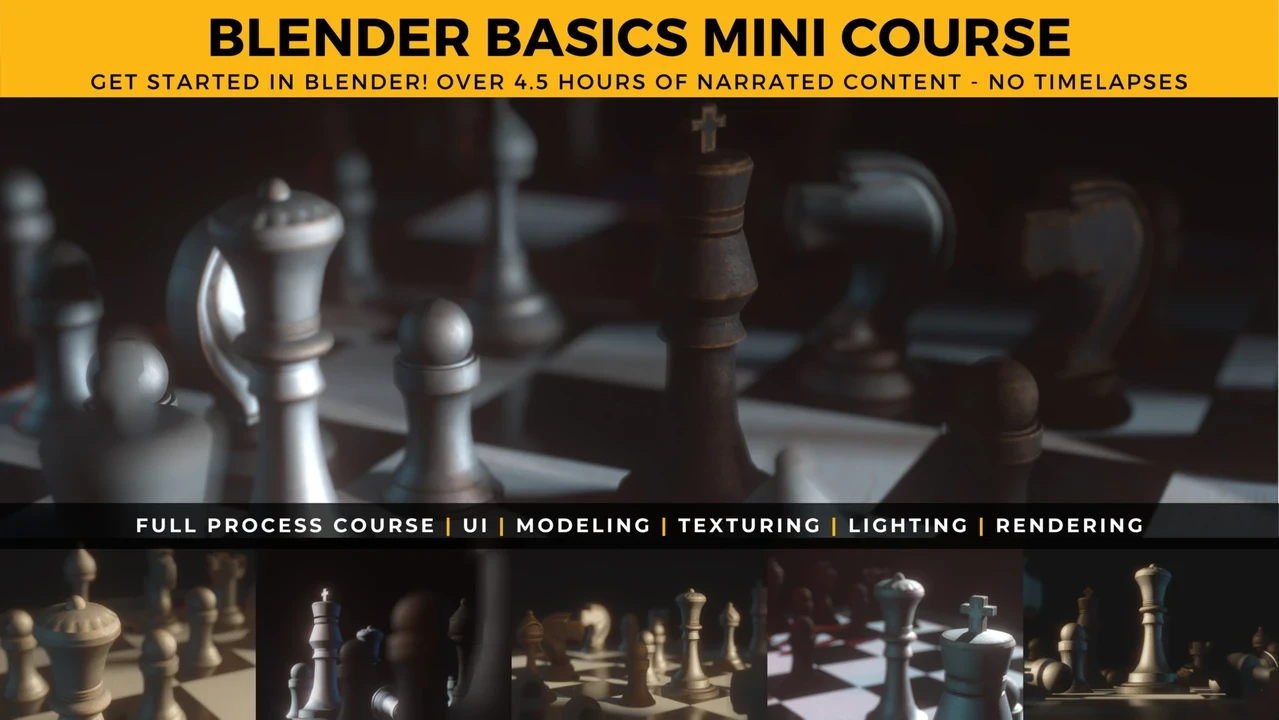 BLENDER BASICS MINI COURSE
GET STARTED IN BLENDER! OVER 4.5 HOURS OF NARRATED CONTENT - NO TIMELAPSES
FULL PROCESS COURSE | UI | MODELING | TEXTURING | LIGHTING | RENDERING